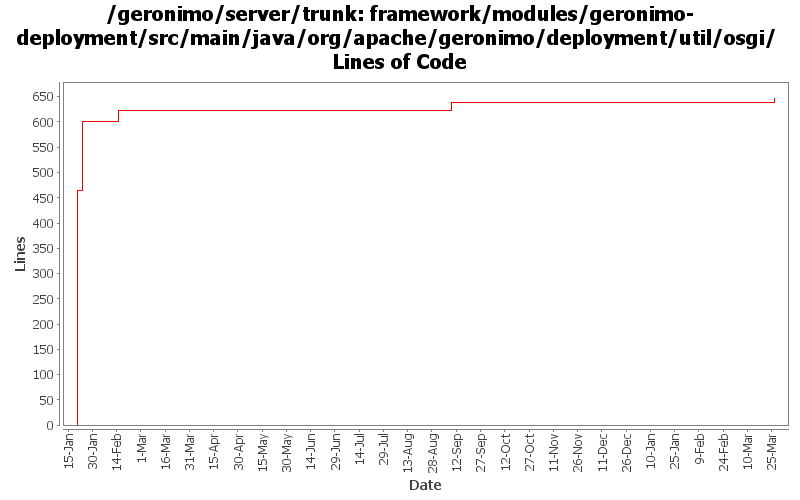 /geronimo/server/trunk: framework/modules/geronimo-
deployment/src/main/java/org/apache/geronimo/deployment/util/osgi/
Lines of Code
650
600
550
500
450
400
350
300
250
200
150
100
50
0
Lines
15-Jan
30-Jan
14-Feb
1-Mar
16-Mar
31-Mar
15-Apr
30-Apr
15-May
30-May
14-Jun
29-Jun
14-Jul
29-Jul
13-Aug
28-Aug
12-Sep
27-Sep
12-Oct
27-Oct
11-Nov
26-Nov
11-Dec
26-Dec
10-Jan
25-Jan
9-Feb
24-Feb
10-Mar
25-Mar
Date